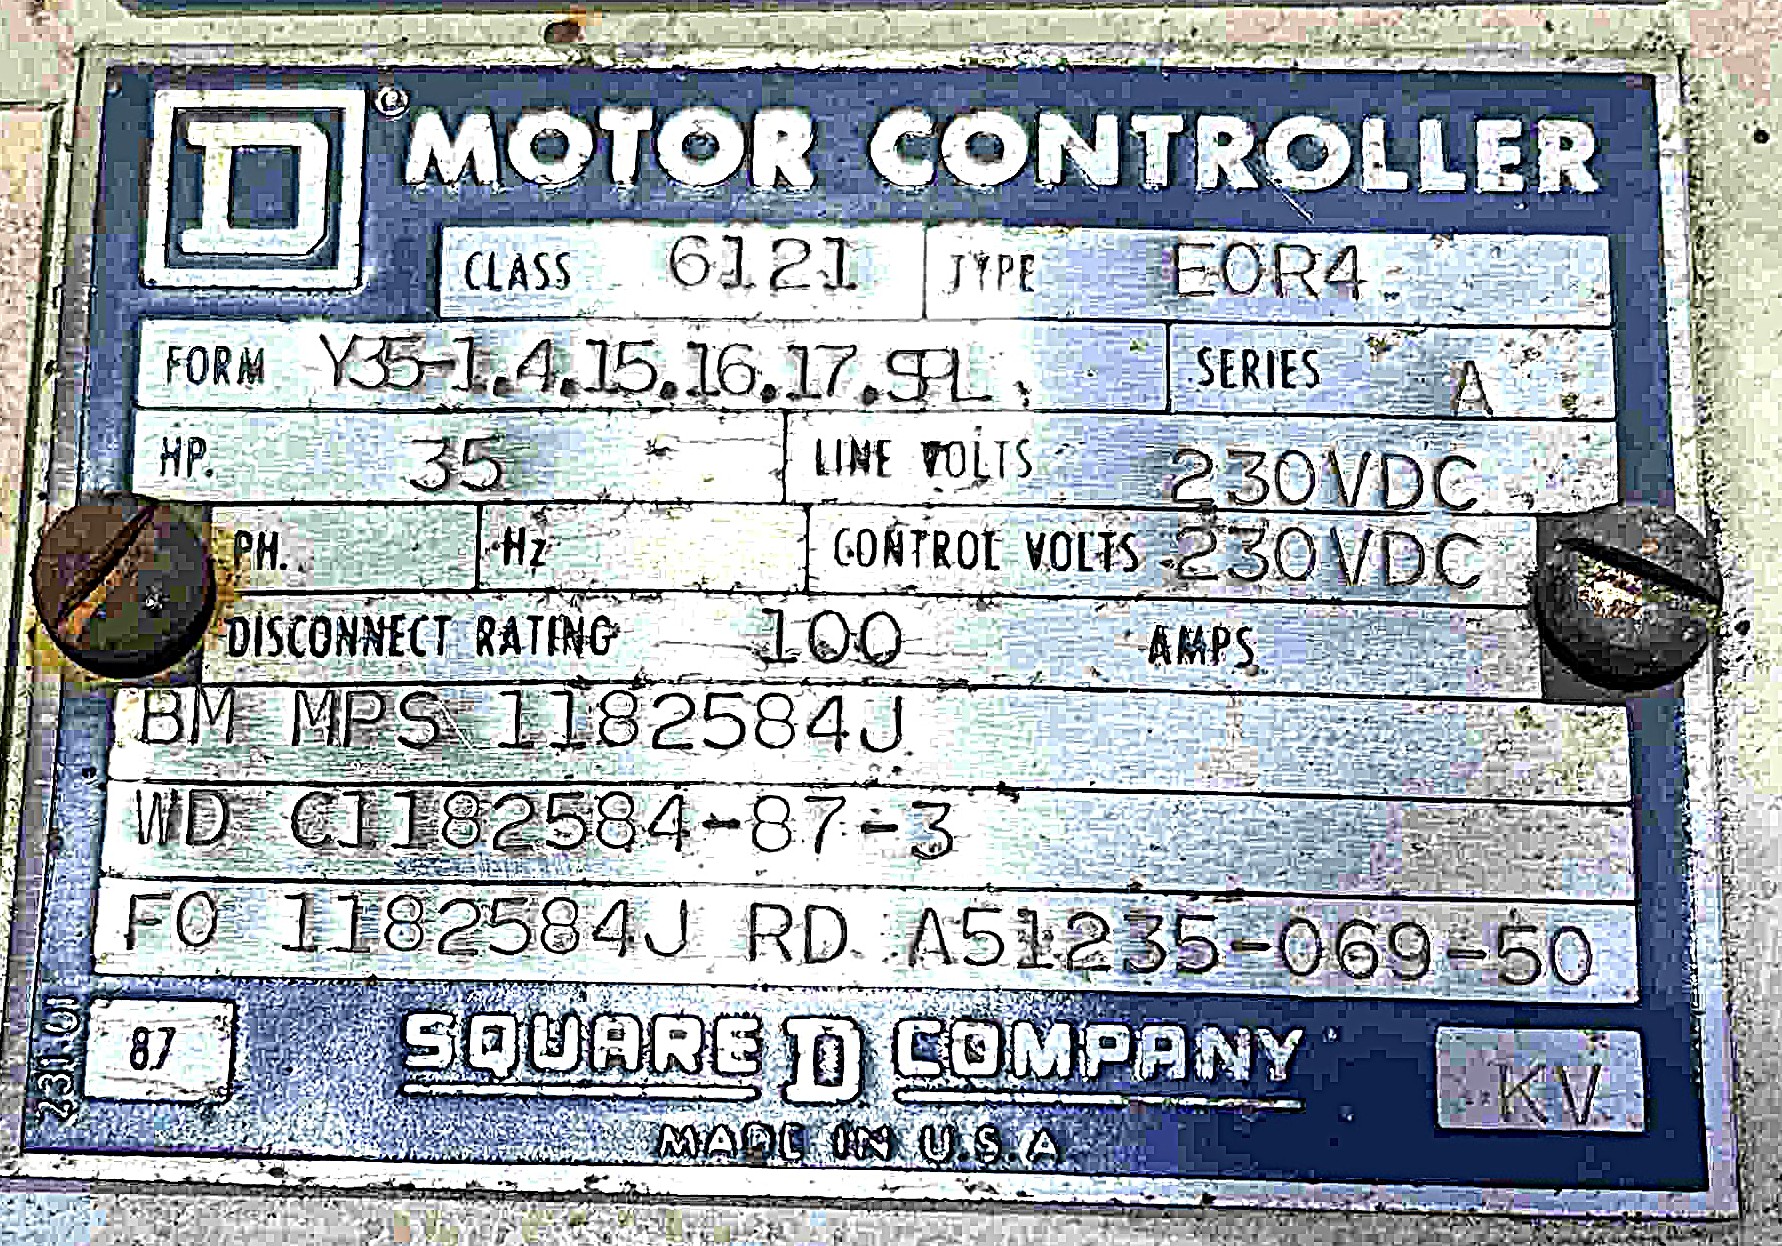 D ® MOTOR CONTROLLER
CLASS 6121 TYPE EOR4
FORM Y35-1.4.15.16.17.SPL. SERIES A
HP. 35 LINE VOLTS 230VDC
PH. Hz CONTROL VOLTS 230VDC
DISCONNECT RATING 100 AMPS
BM MPS 1182584J
WD C1182584-87-3
FO 1182584J RD A51235-069-50
87 SQUARE D COMPANY KV
MADE IN U.S.A